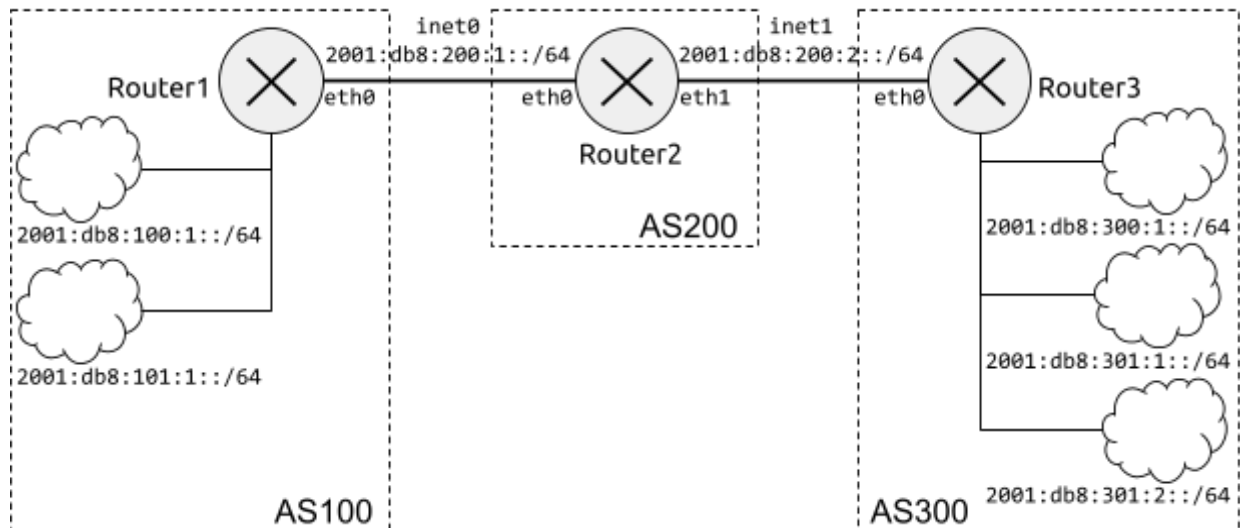 inet0
2001:db8:200:1::/64
inet1
2001:db8:200:2::/64
Router1
eth0
eth0
eth1
eth0
Router3
Router2
2001:db8:100:1::/64
2001:db8:101:1::/64
AS200
2001:db8:300:1::/64
2001:db8:301:1::/64
2001:db8:301:2::/64
AS100
AS300